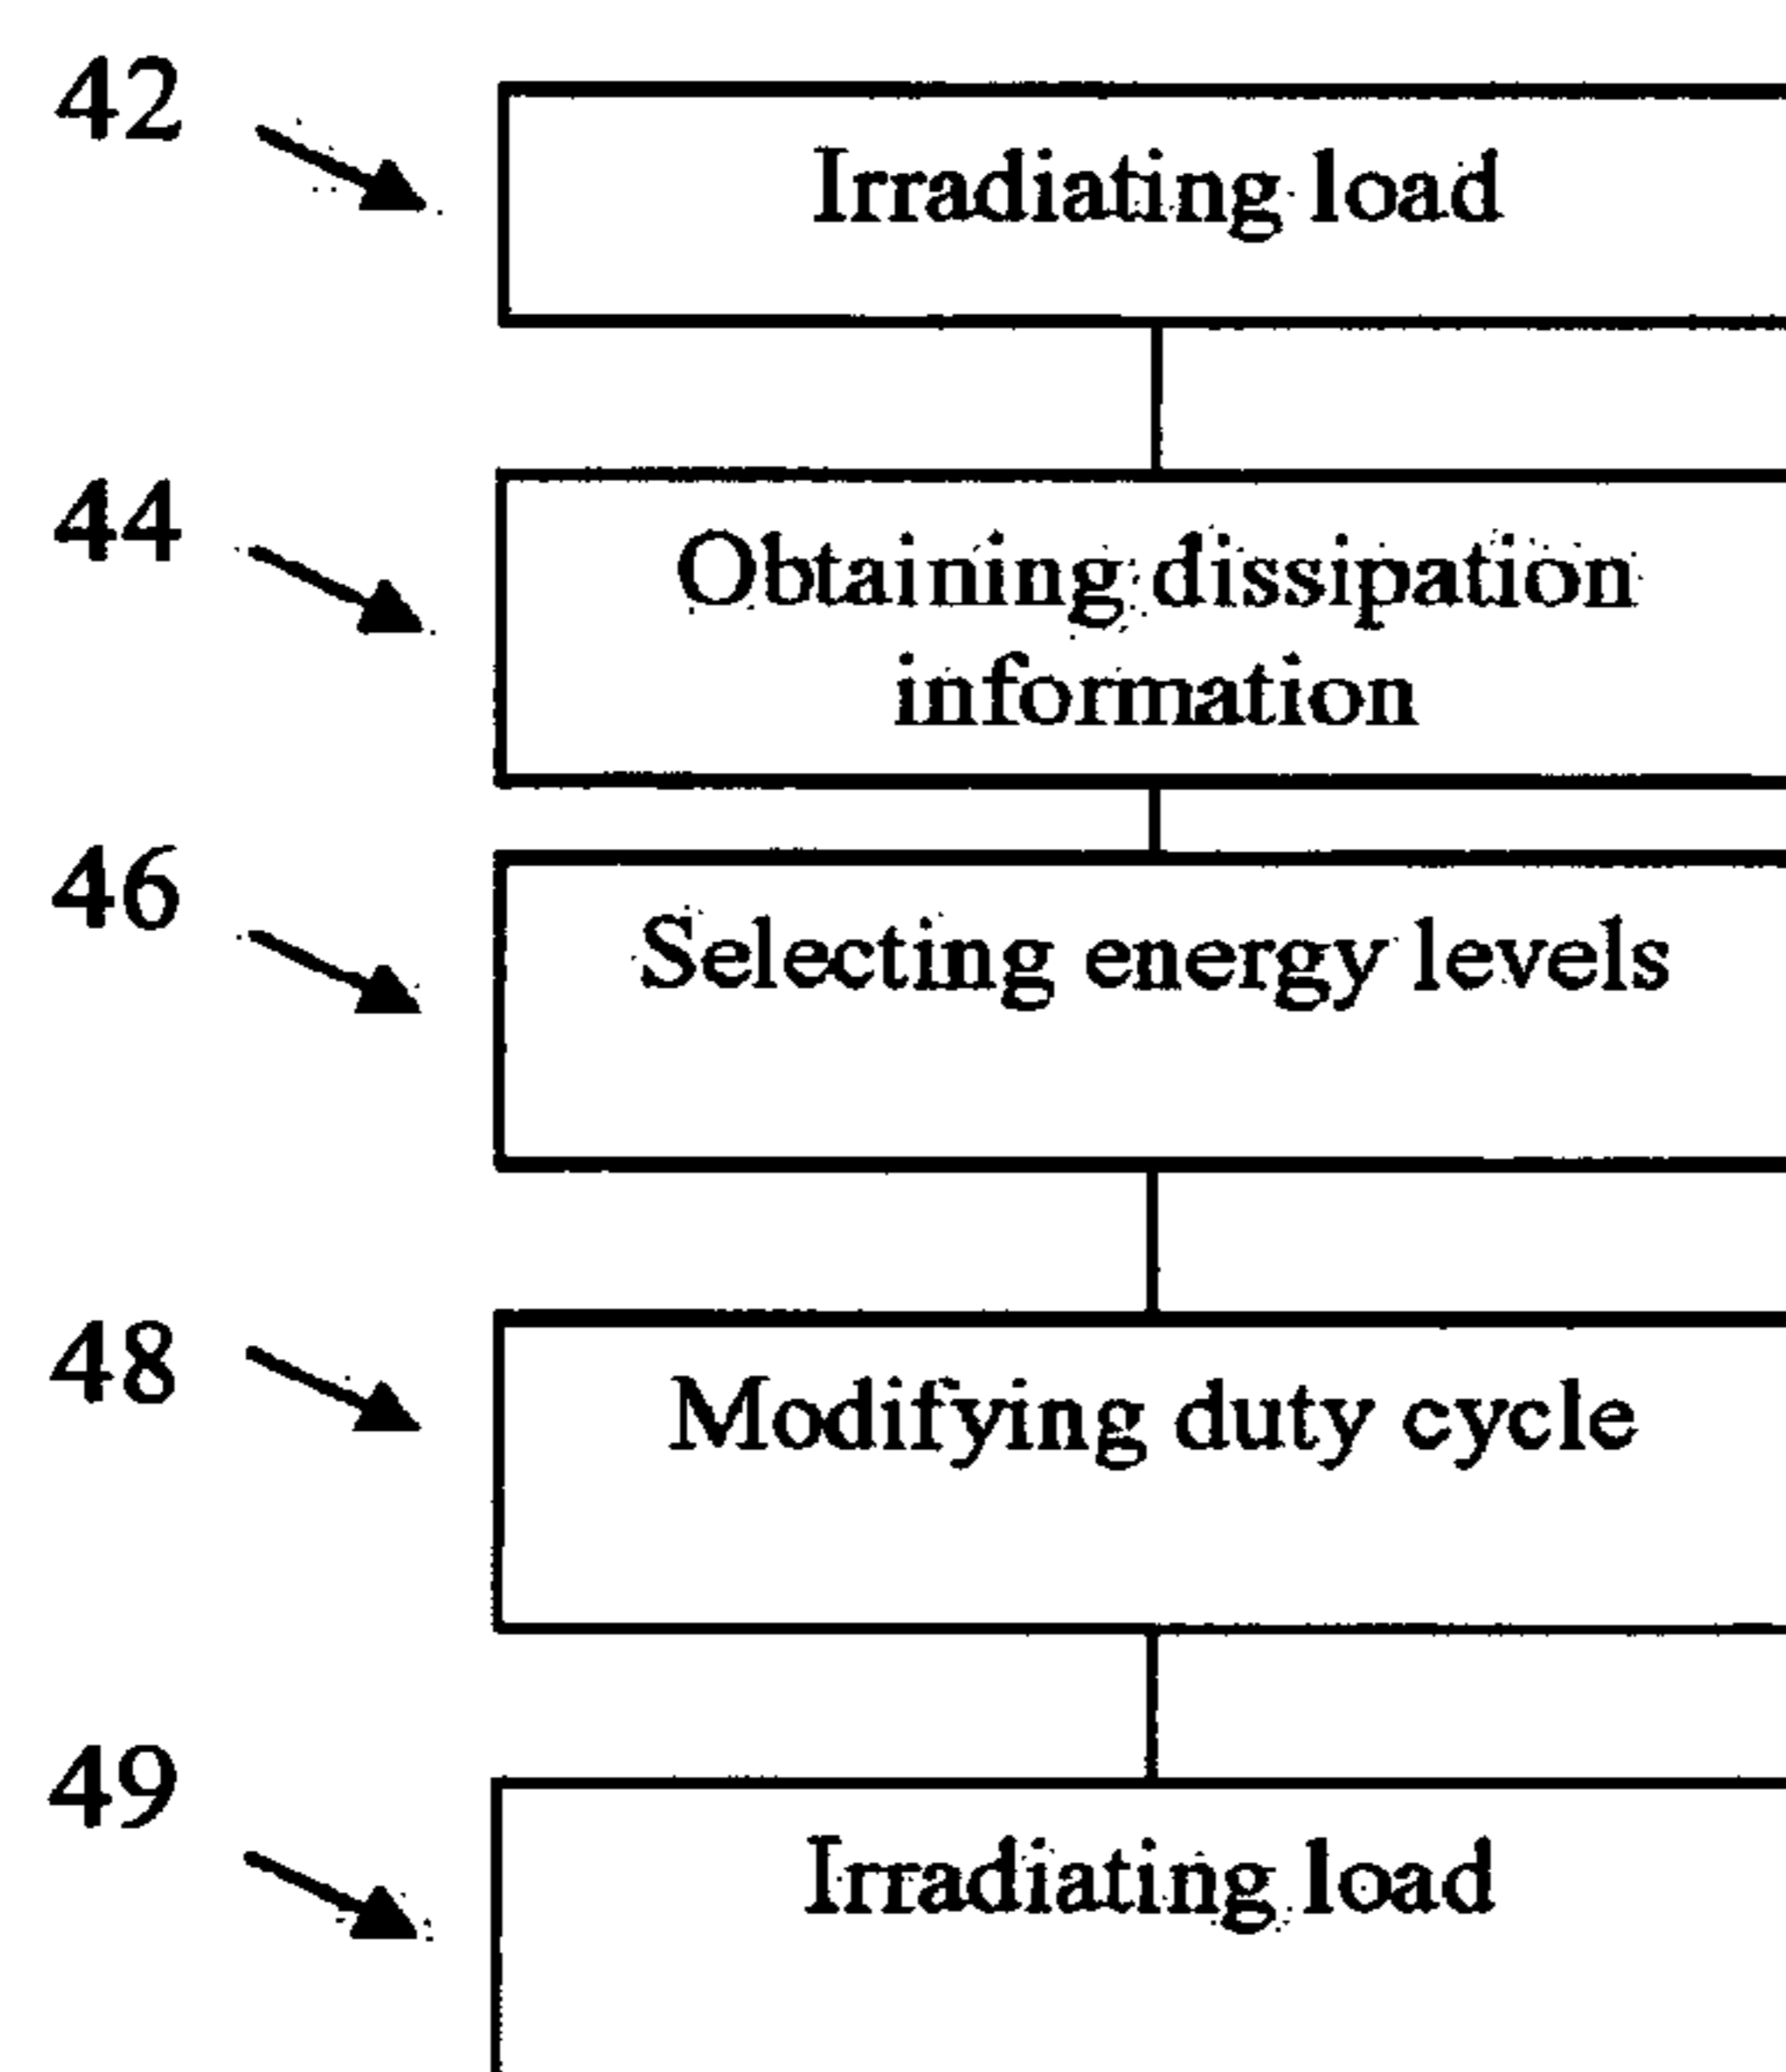 42
Irradiating load
44
Obtaining dissipation
information
46
Selecting energy levels
48
Modifying duty cycle
49
Irradiating load